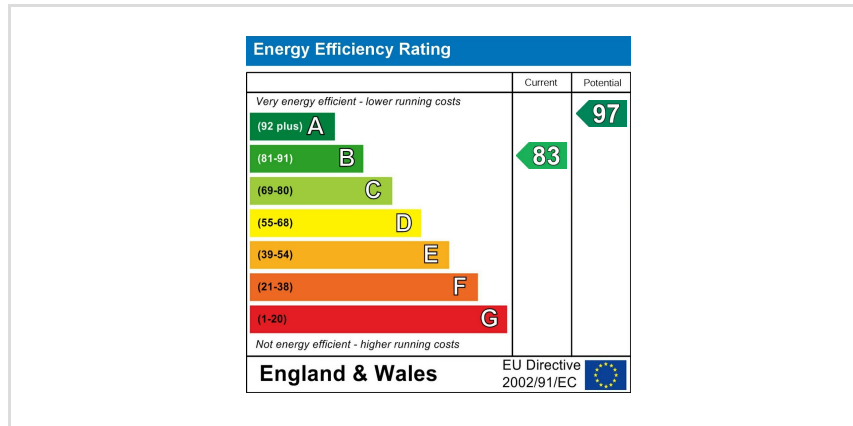 Energy Efficiency Rating
Current Potential
Very energy efficient - lower running costs
(92 plus) A
97
(81-91) B
83
(69-80) C
(55-68) D
(39-54) E
(21-38) F
(1-20) G
Not energy efficient - higher running costs
England & Wales
EU Directive
2002/91/EC